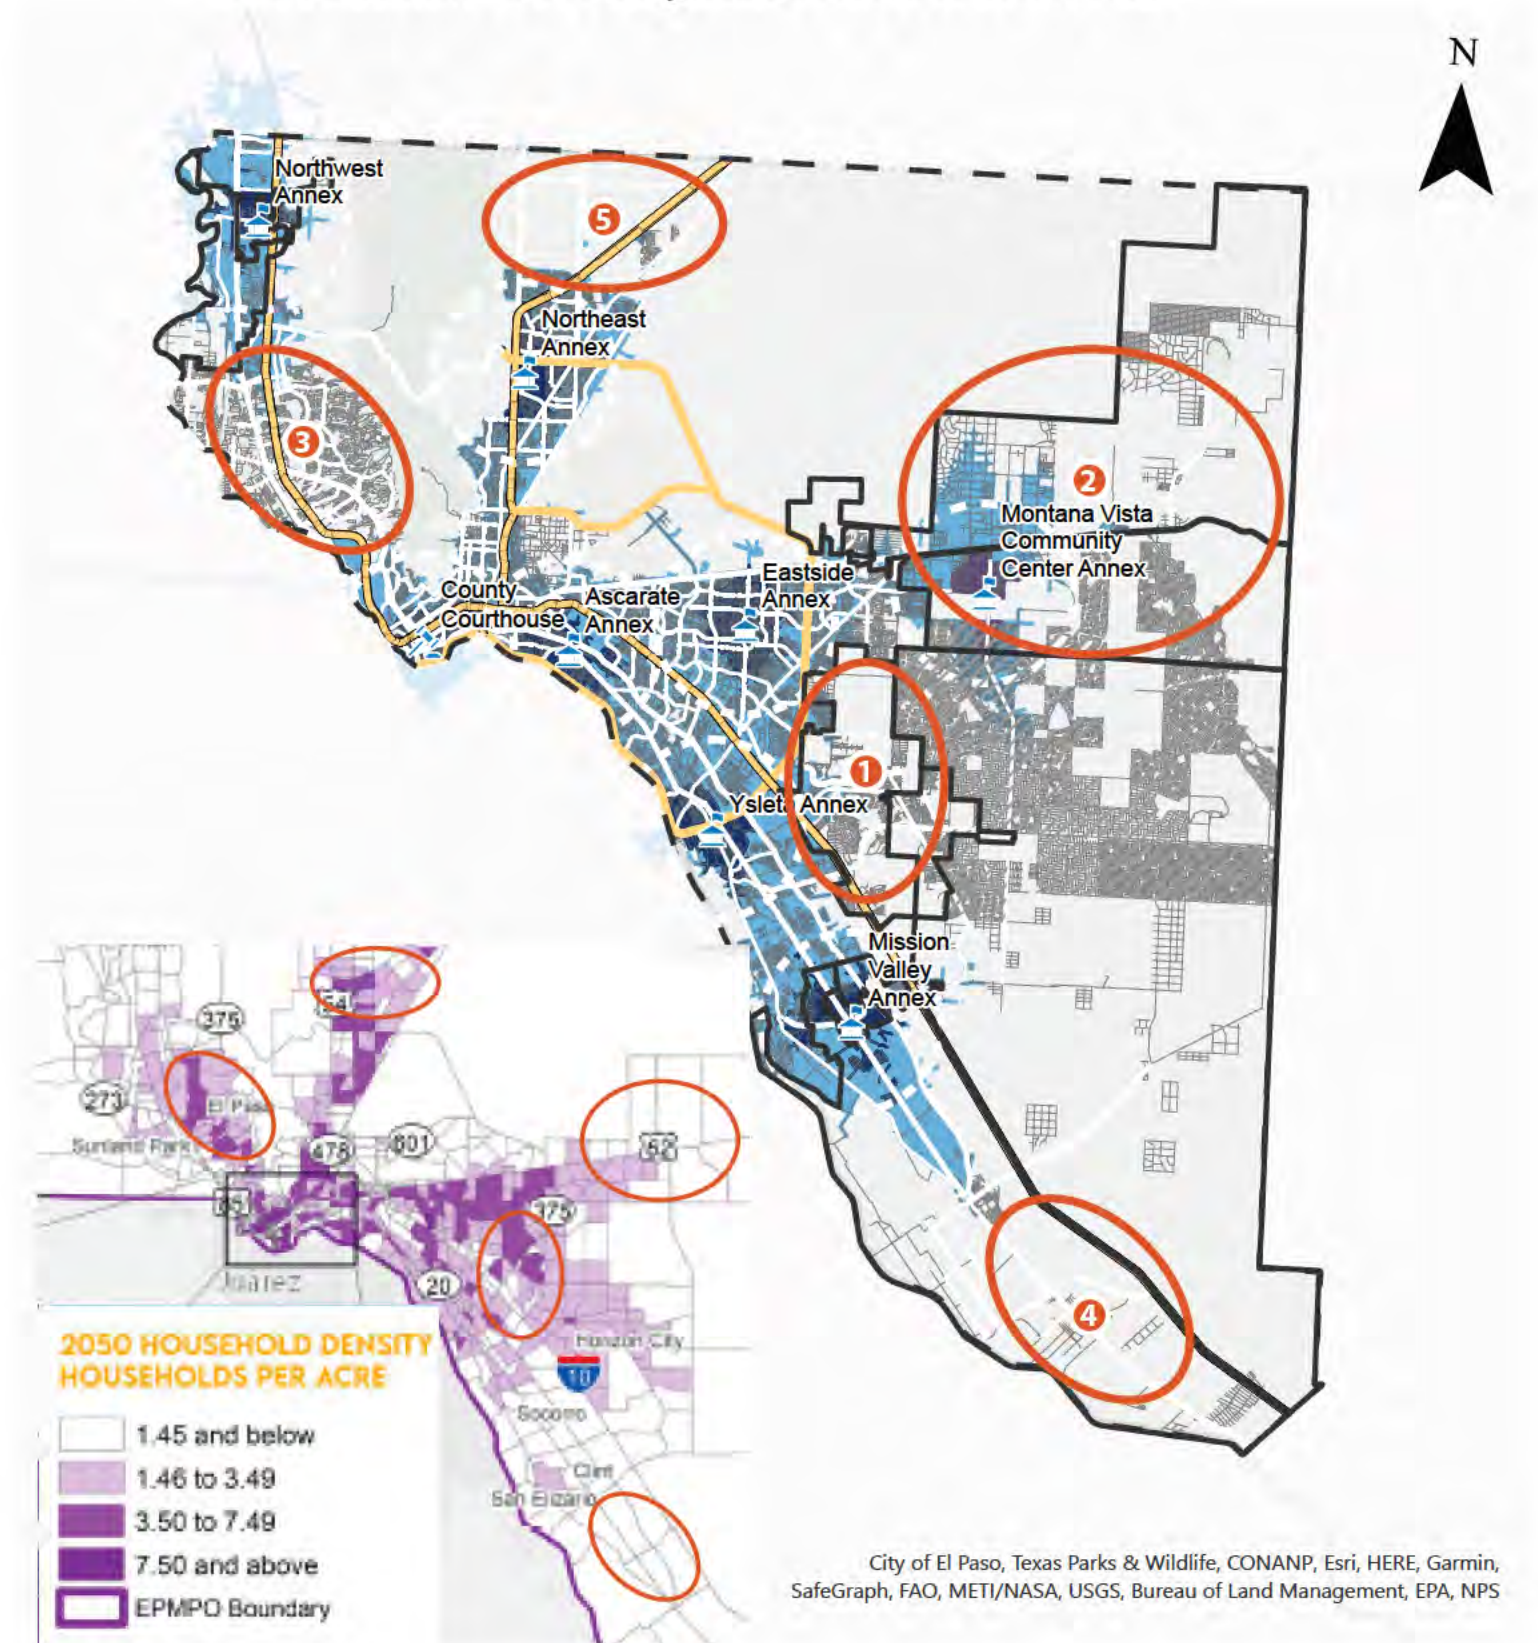 N
Northwest
Annex
5
Northeast
Annex
3
2
Montana Vista
Community
Center Annex
Eastside
Annex
County
Courthouse
Ascarate
Annex
1
Ysleta Annex
Mission
Valley
Annex
4
54
375
273
El Paso
Sunland Park
478
601
62
85
375
Juárez
20
Horizon City
10
Socorro
Clint
San Elizario
2050 HOUSEHOLD DENSITY
HOUSEHOLDS PER ACRE
1.45 and below
1.46 to 3.49
3.50 to 7.49
7.50 and above
EPMPO Boundary
City of El Paso, Texas Parks & Wildlife, CONANP, Esri, HERE, Garmin,
SafeGraph, FAO, METI/NASA, USGS, Bureau of Land Management, EPA, NPS